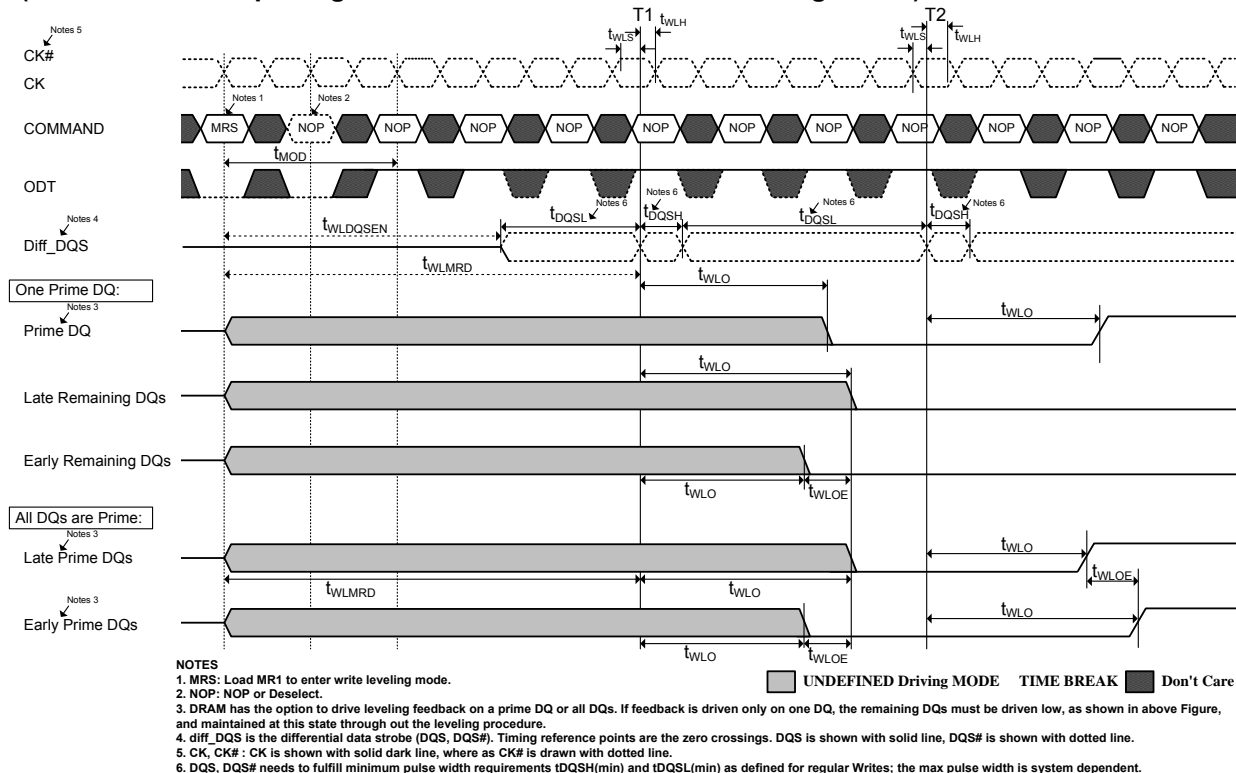 T1
T2
tWLS
tWLH
tWLS
tWLH
Notes 5
CK#
CK
Notes 1
Notes 2
COMMAND
MRS NOP NOP NOP NOP NOP NOP NOP NOP NOP NOP NOP
tMOD
ODT
Notes 6
Notes 6
Notes 6
Notes 6
Notes 4
tDQSL
tDQSH
tDQSL
tDQSH
tWLDQSEN
Diff_DQS
tWLMRD
tWLO
One Prime DQ:
Notes 3
Prime DQ
tWLO
tWLO
Late Remaining DQs
Early Remaining DQs
tWLO
tWLOE
All DQs are Prime:
Notes 3
Late Prime DQs
tWLO
tWLOE
tWLMRD
tWLO
Notes 3
Early Prime DQs
tWLO
tWLO
tWLOE
NOTES
1. MRS: Load MR1 to enter write leveling mode.
2. NOP: NOP or Deselect.
UNDEFINED Driving MODE TIME BREAK Don't Care
3. DRAM has the option to drive leveling feedback on a prime DQ or all DQs. If feedback is driven only on one DQ, the remaining DQs must be driven low, as shown in above Figure,
and maintained at this state through out the leveling procedure.
4. diff_DQS is the differential data strobe (DQS, DQS#). Timing reference points are the zero crossings. DQS is shown with solid line, DQS# is shown with dotted line.
5. CK, CK# : CK is shown with solid dark line, where as CK# is drawn with dotted line.
6. DQS, DQS# needs to fulfill minimum pulse width requirements tDQSH(min) and tDQSL(min) as defined for regular Writes; the max pulse width is system dependent.